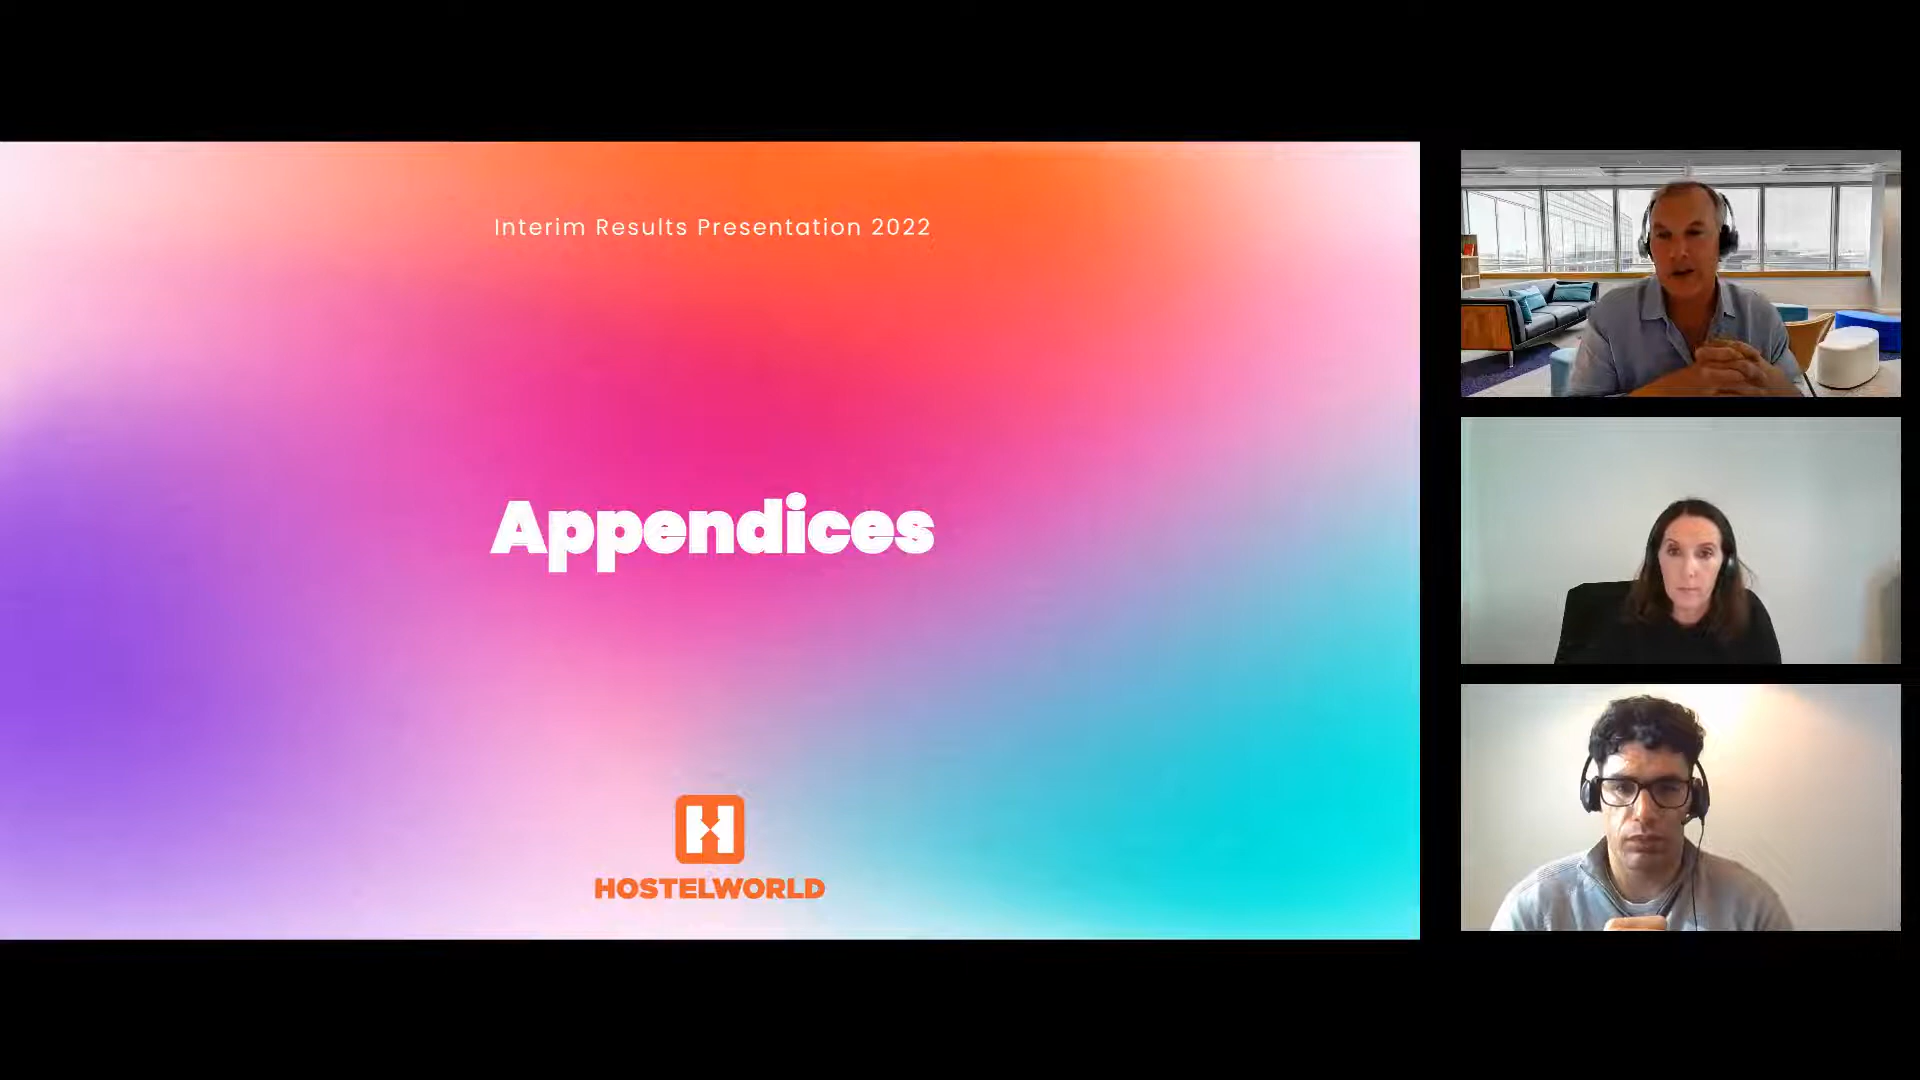 Interim Results Presentation 2022
Appendices
H
HOSTELWORLD